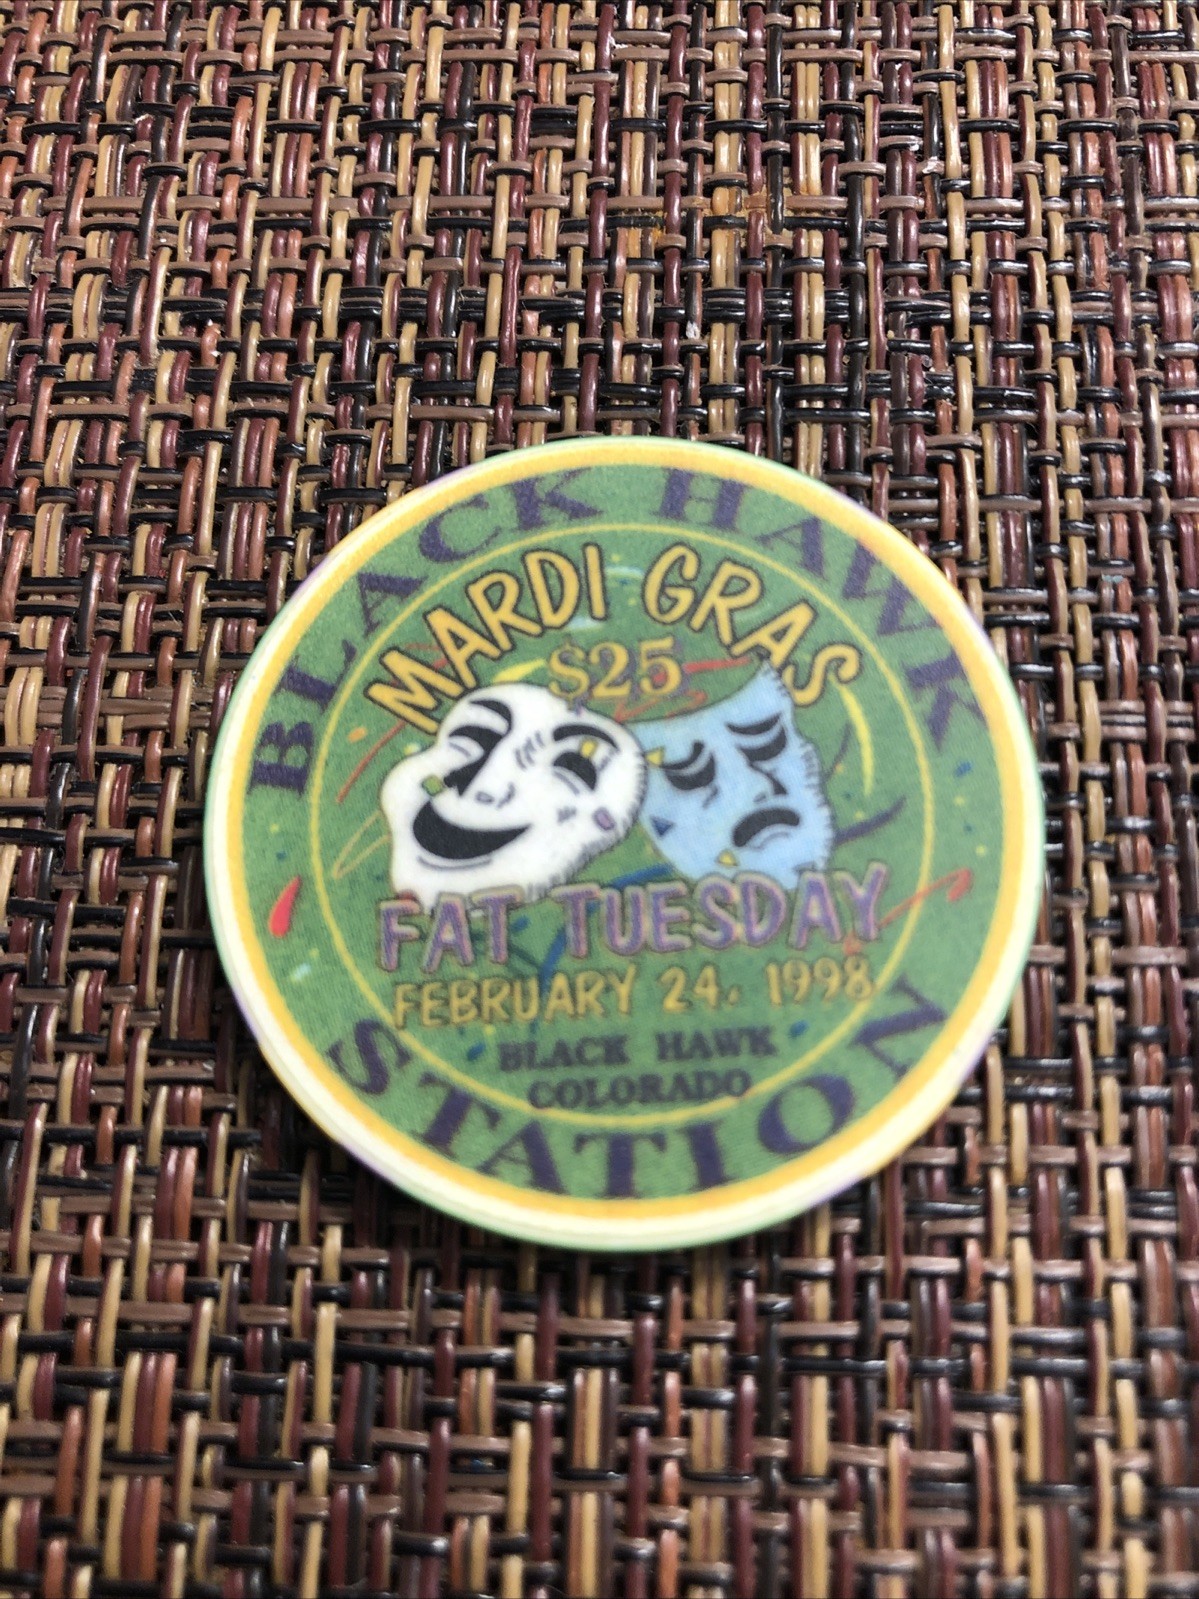 BLACK HAWK
MARDI GRAS
$25
FAT TUESDAY
FEBRUARY 24. 1998
BLACK HAWK
COLORADO
STATION